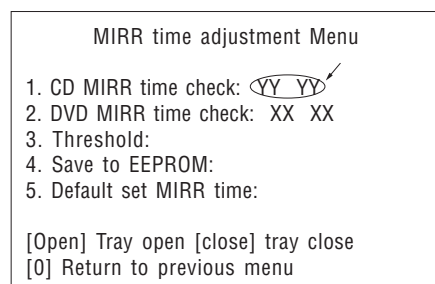 MIRR time adjustment Menu
1. CD MIRR time check: YY YY
2. DVD MIRR time check: XX XX
3. Threshold:
4. Save to EEPROM:
5. Default set MIRR time:
[Open] Tray open [close] tray close
[0] Return to previous menu